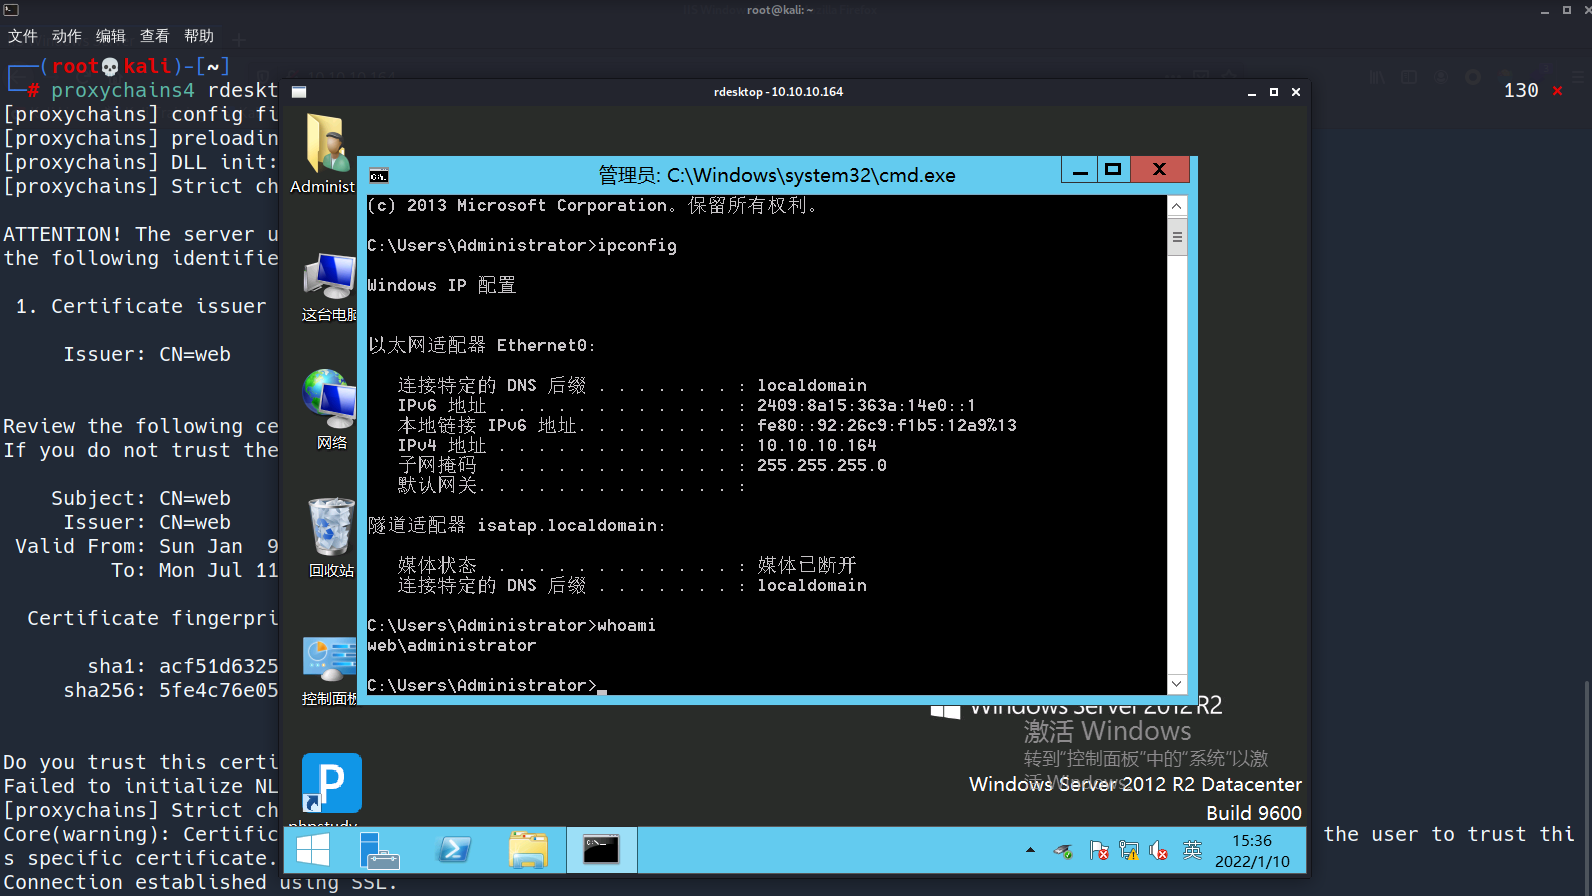 root@kali: ~
文件 动作 编辑 查看 帮助
(root💀kali)-[~]
# proxychains4 rdeskt
130 ×
[proxychains] config fi
[proxychains] preloadin
[proxychains] DLL init:
[proxychains] Strict ch
ATTENTION! The server u
the following identifie
1. Certificate issuer
Issuer: CN=web
Review the following ce
If you do not trust the
Subject: CN=web
Issuer: CN=web
Valid From: Sun Jan 9
To: Mon Jul 11
Certificate fingerpri
sha1: acf51d6325
sha256: 5fe4c76e05
Do you trust this certi
Failed to initialize NL
[proxychains] Strict ch
Core(warning): Certific
the user to trust thi
s specific certificate.
Connection established using SSL.
rdesktop - 10.10.10.164
Administ
这台电脑
网络
回收站
控制面板
phpstudy
管理员: C:\Windows\system32\cmd.exe
(c) 2013 Microsoft Corporation。保留所有权利。
C:\Users\Administrator>ipconfig
Windows IP 配置
以太网适配器 Ethernet0:
连接特定的 DNS 后缀 . . . . . . . : localdomain
IPv6 地址 . . . . . . . . . . . . : 2409:8a15:363a:14e0::1
本地链接 IPv6 地址. . . . . . . . : fe80::92:26c9:f1b5:12a9%13
IPv4 地址 . . . . . . . . . . . . : 10.10.10.164
子网掩码 . . . . . . . . . . . . : 255.255.255.0
默认网关. . . . . . . . . . . . . :
隧道适配器 isatap.localdomain:
媒体状态 . . . . . . . . . . . . : 媒体已断开
连接特定的 DNS 后缀 . . . . . . . : localdomain
C:\Users\Administrator>whoami
web\administrator
C:\Users\Administrator>
Windows Server 2012 R2
激活 Windows
转到"控制面板"中的"系统"以激
活 Windows。
Windows Server 2012 R2 Datacenter
Build 9600
英
15:36
2022/1/10